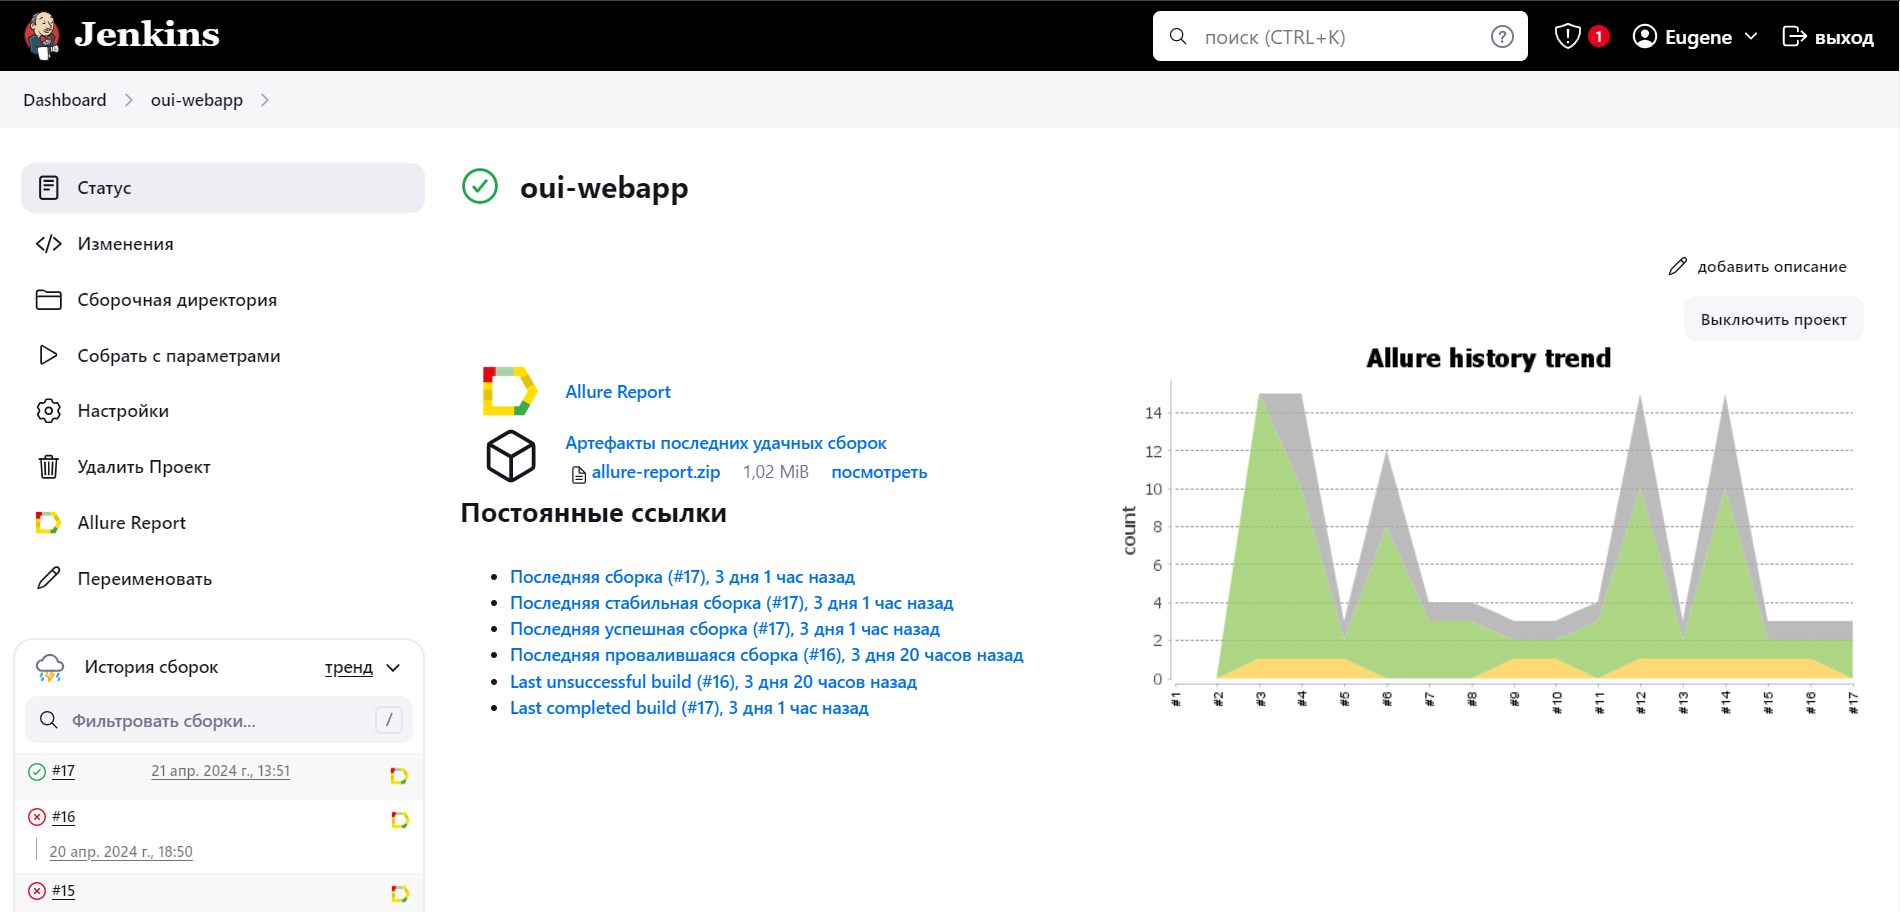 Jenkins
поиск (CTRL+K)
?
1
Eugene
выход
Dashboard
oui-webapp
Статус
Изменения
Сборочная директория
Собрать с параметрами
Настройки
Удалить Проект
Allure Report
Переименовать
История сборок
тренд
Фильтровать сборки...
/
#17
21 апр. 2024 г., 13:51
#16
20 апр. 2024 г., 18:50
#15
oui-webapp
добавить описание
Выключить проект
Allure Report
Артефакты последних удачных сборок
allure-report.zip 1,02 MiB посмотреть
Постоянные ссылки
Последняя сборка (#17), 3 дня 1 час назад
Последняя стабильная сборка (#17), 3 дня 1 час назад
Последняя успешная сборка (#17), 3 дня 1 час назад
Последняя провалившаяся сборка (#16), 3 дня 20 часов назад
Last unsuccessful build (#16), 3 дня 20 часов назад
Last completed build (#17), 3 дня 1 час назад
Allure history trend
count
14
12
10
8
6
4
2
0
#1 #2 #3 #4 #5 #6 #7 #8 #9 #10 #11 #12 #13 #14 #15 #16 #17